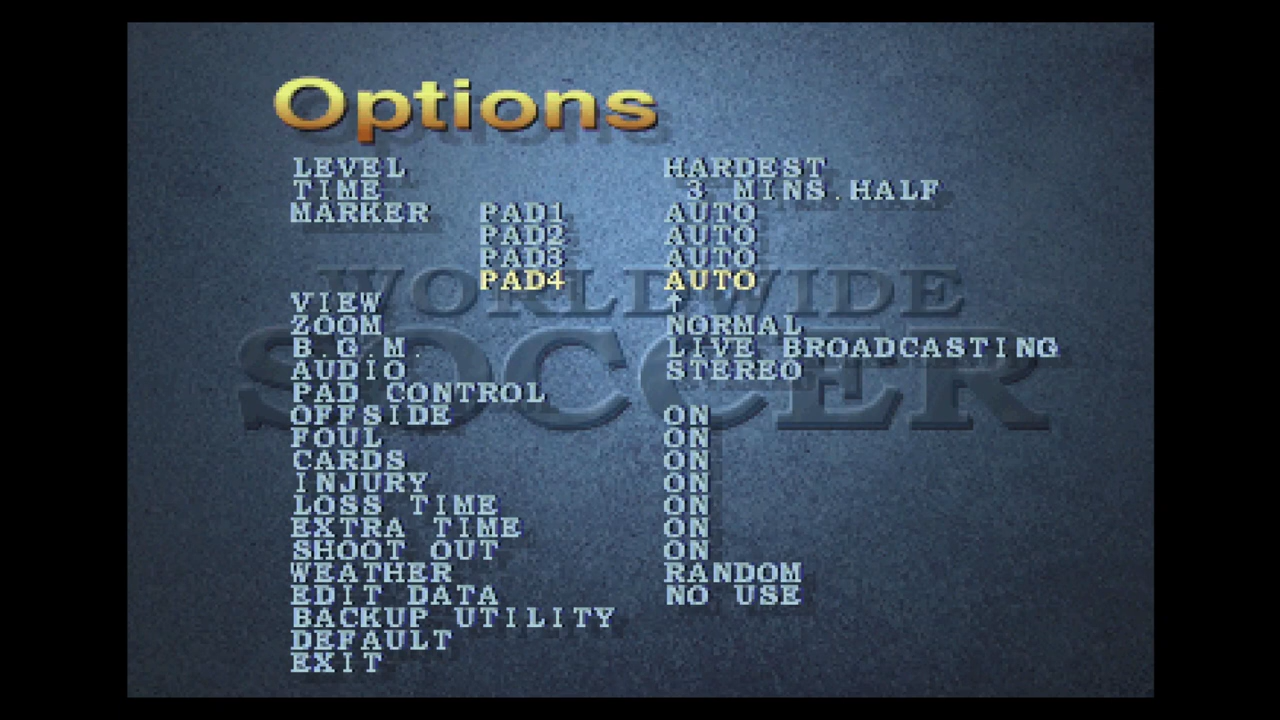 Options
LEVEL HARDEST
TIME 3 MINS.HALF
MARKER PAD1 AUTO
PAD2 AUTO
PAD3 AUTO
PAD4 AUTO
VIEW ↑
ZOOM NORMAL
B.G.M. LIVE BROADCASTING
AUDIO STEREO
PAD CONTROL
OFFSIDE ON
FOUL ON
CARDS ON
INJURY ON
LOSS TIME ON
EXTRA TIME ON
SHOOT OUT ON
WEATHER RANDOM
EDIT DATA NO USE
BACKUP UTILITY
DEFAULT
EXIT
WORLDWIDE
SOCCER